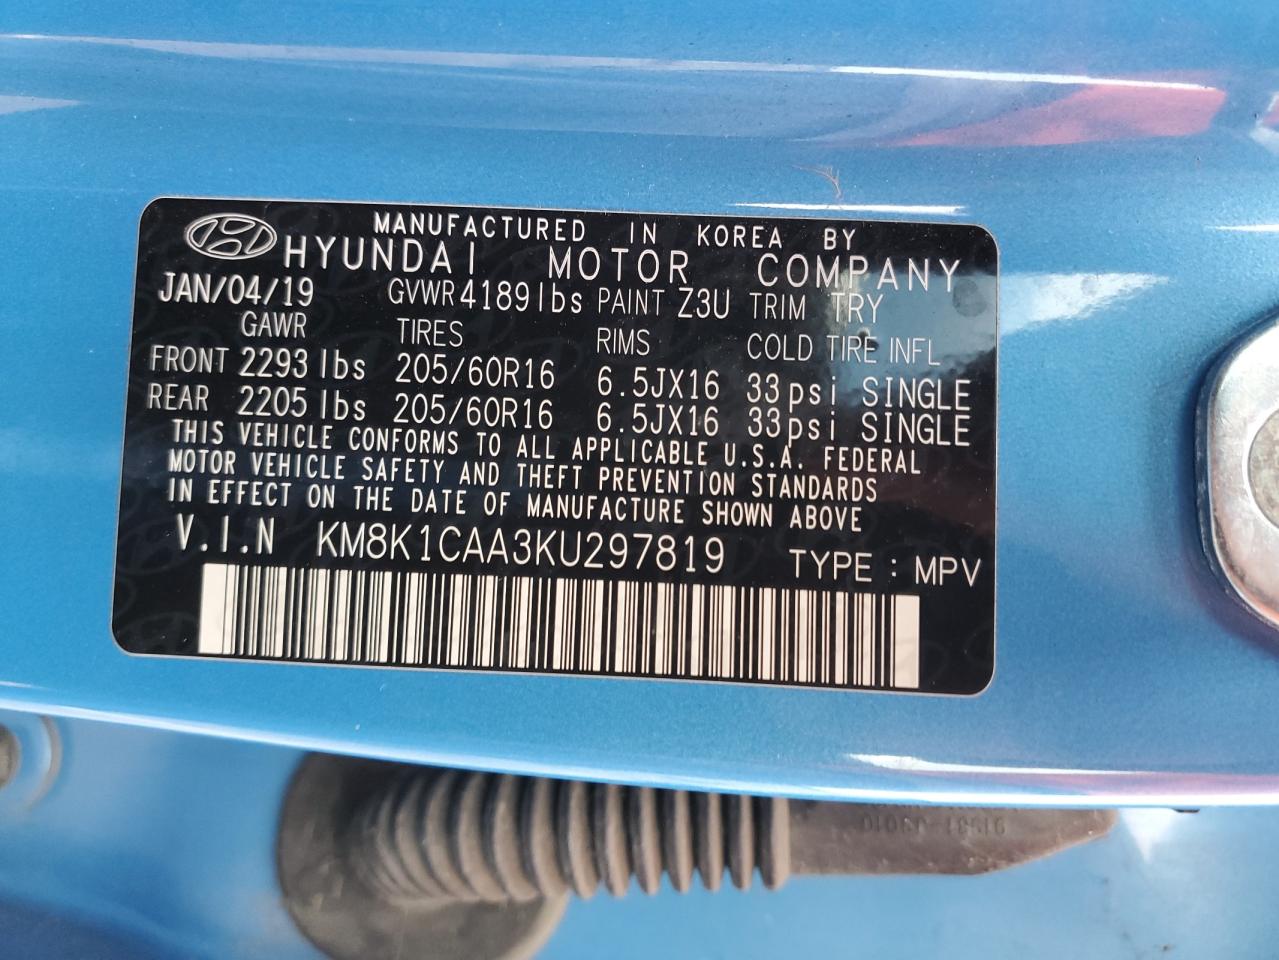 MANUFACTURED IN KOREA BY
HYUNDAI MOTOR COMPANY
JAN/04/19 GVWR 4189lbs PAINT Z3U TRIM TRY
GAWR TIRES RIMS COLD TIRE INFL
FRONT 2293 lbs 205/60R16 6.5JX16 33psi SINGLE
REAR 2205 lbs 205/60R16 6.5JX16 33psi SINGLE
THIS VEHICLE CONFORMS TO ALL APPLICABLE U.S.A. FEDERAL
MOTOR VEHICLE SAFETY AND THEFT PREVENTION STANDARDS
IN EFFECT ON THE DATE OF MANUFACTURE SHOWN ABOVE
V.I.N KM8K1CAA3KU297819 TYPE : MPV